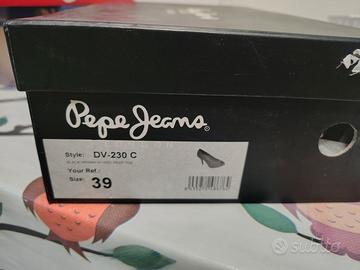 Pepe Jeans
Style: DV-230 C
Your Ref.:
Size: 39
subito